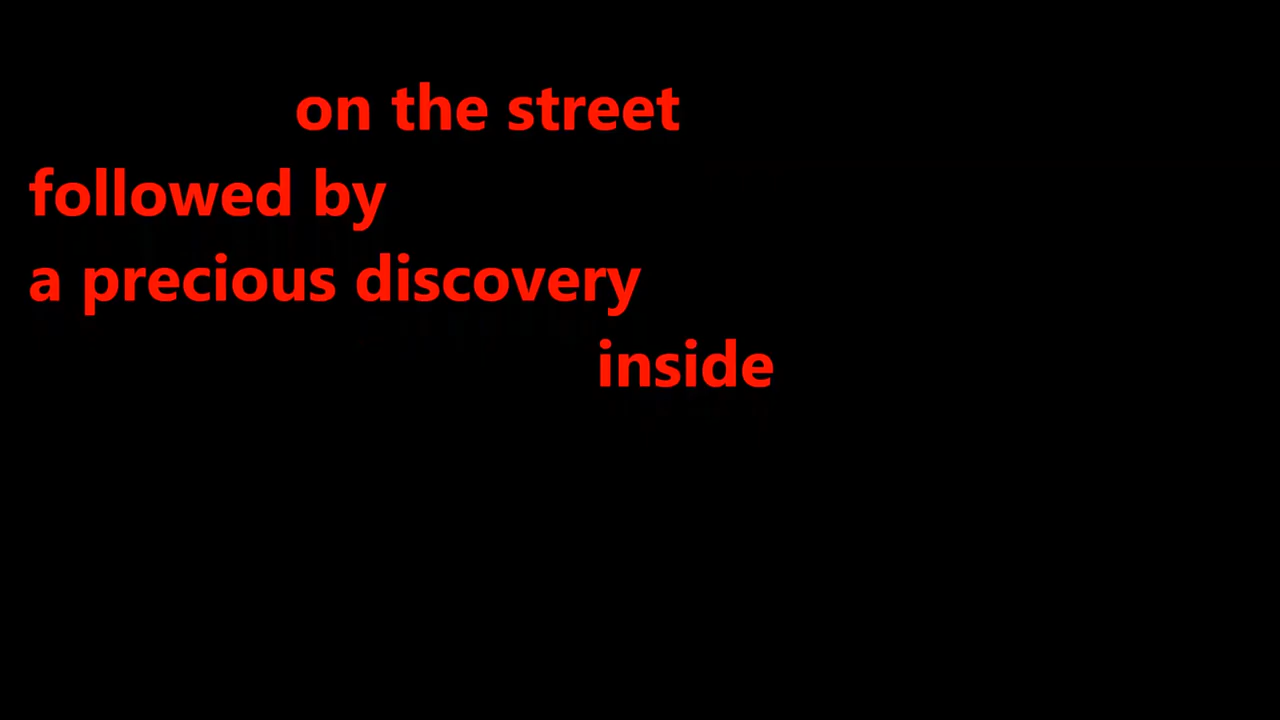 on the street
followed by
a precious discovery
inside